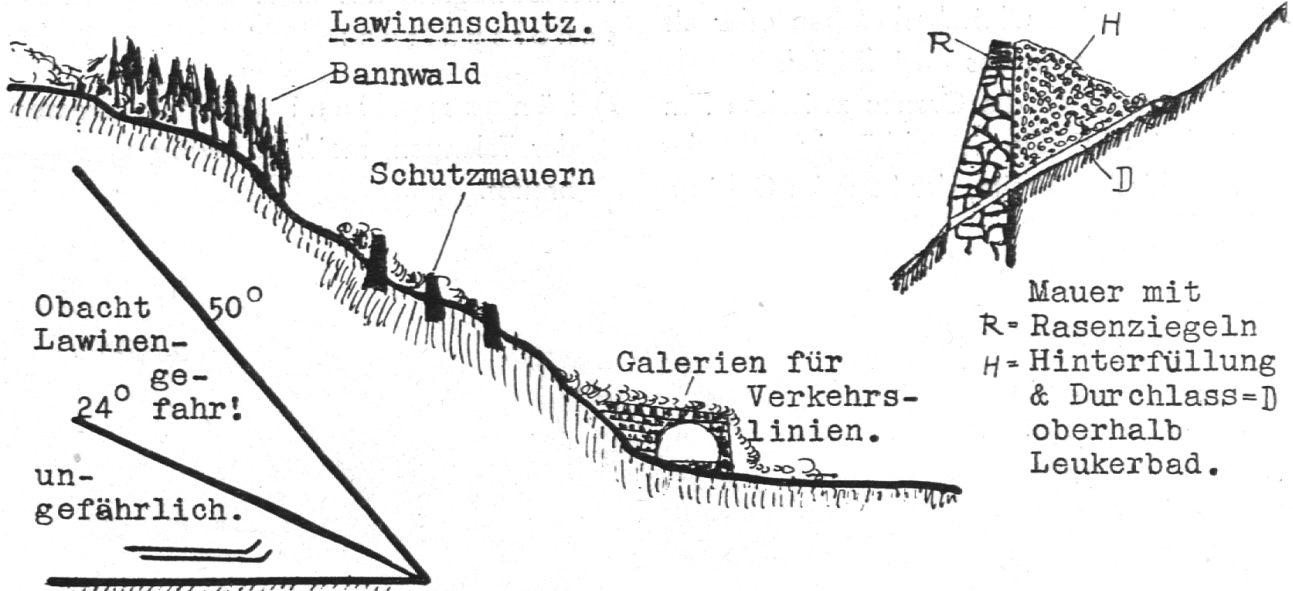 Lawinenschutz.
Bannwald
Schutzmauern
Obacht 50°
Lawinen-
ge-
24° fahr!
un-
gefährlich.
Galerien für
Verkehrs-
linien.
R
H
D
Mauer mit
R= Rasenziegeln
H= Hinterfüllung
& Durchlass=D
oberhalb
Leukerbad.